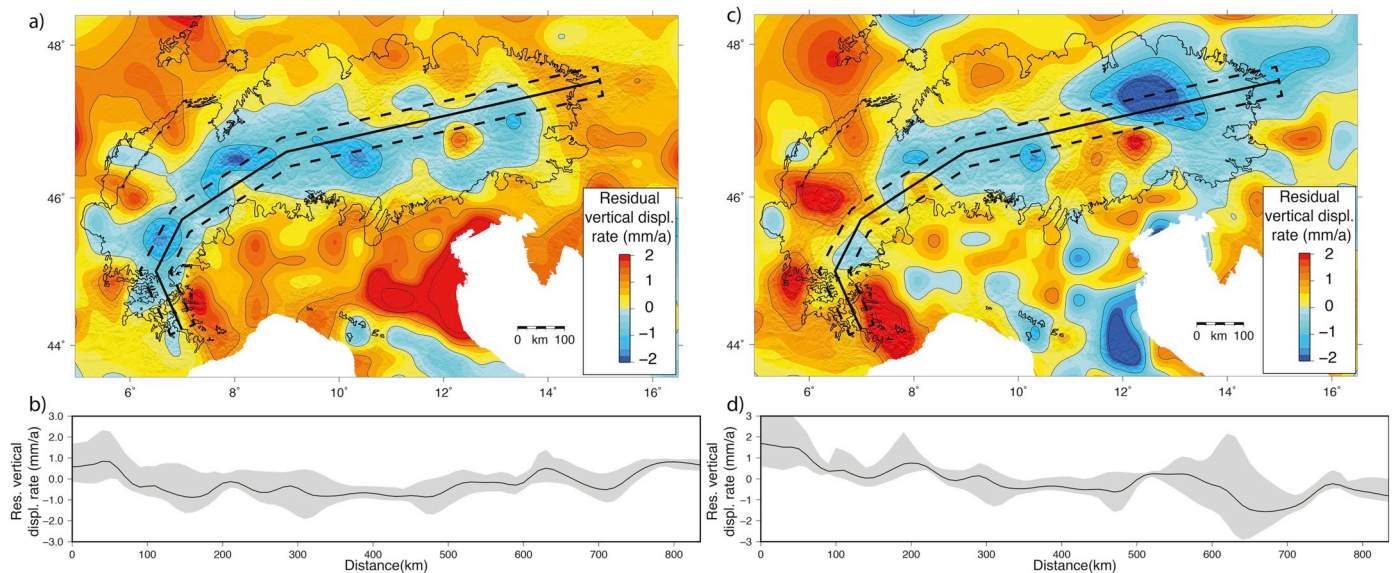 a)
48˚
46˚
44˚
6˚ 8˚ 10˚ 12˚ 14˚ 16˚
Residual
vertical displ.
rate (mm/a)
2
1
0
−1
−2
0 km 100
b)
Res. vertical
displ. rate (mm/a)
3.0
2.0
1.0
0.0
-1.0
-2.0
-3.0
0 100 200 300 400 500 600 700 800
Distance(km)
c)
48˚
46˚
44˚
6˚ 8˚ 10˚ 12˚ 14˚ 16˚
Residual
vertical displ.
rate (mm/a)
2
1
0
−1
−2
0 km 100
d)
Res. vertical
displ. rate (mm/a)
3
2
1
0
-1
-2
-3
0 100 200 300 400 500 600 700 800
Distance(km)